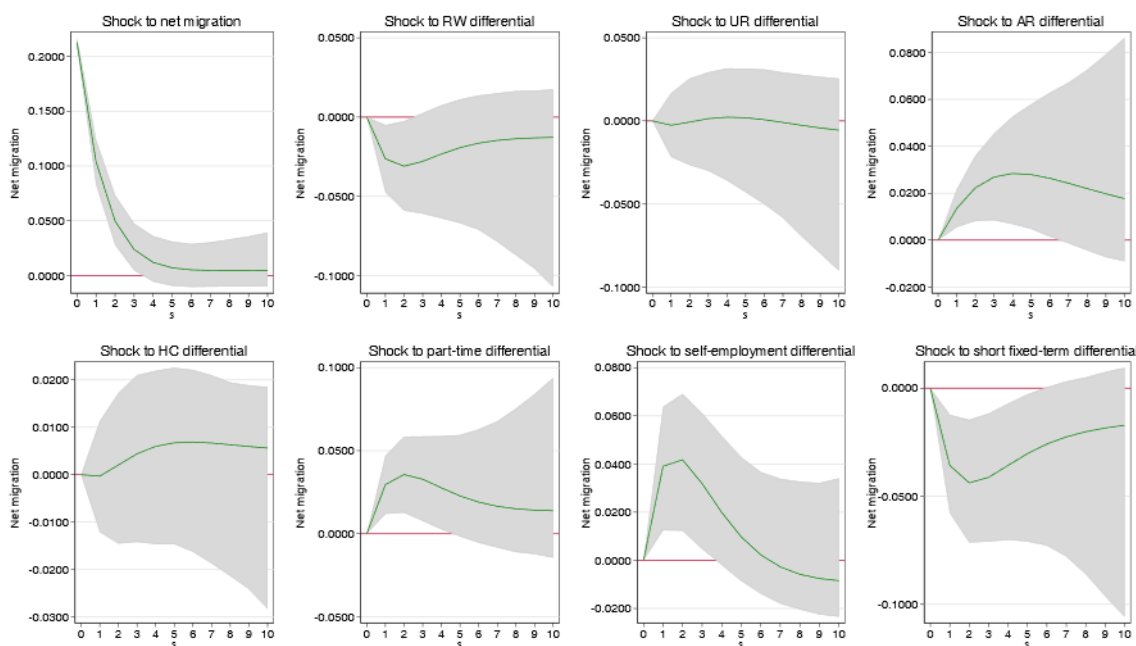 Shock to net migration
0.2000
0.1500
0.1000
0.0500
0.0000
Net migration
0 1 2 3 4 5 6 7 8 9 10
s
Shock to RW differential
0.0500
0.0000
-0.0500
-0.1000
Net migration
0 1 2 3 4 5 6 7 8 9 10
s
Shock to UR differential
0.0500
0.0000
-0.0500
-0.1000
Net migration
0 1 2 3 4 5 6 7 8 9 10
s
Shock to AR differential
0.0800
0.0600
0.0400
0.0200
0.0000
-0.0200
Net migration
0 1 2 3 4 5 6 7 8 9 10
s
Shock to HC differential
0.0200
0.0100
0.0000
-0.0100
-0.0200
-0.0300
Net migration
0 1 2 3 4 5 6 7 8 9 10
s
Shock to part-time differential
0.1000
0.0500
0.0000
-0.0500
Net migration
0 1 2 3 4 5 6 7 8 9 10
s
Shock to self-employment differential
0.0800
0.0600
0.0400
0.0200
0.0000
-0.0200
Net migration
0 1 2 3 4 5 6 7 8 9 10
s
Shock to short fixed-term differential
0.0000
-0.0500
-0.1000
Net migration
0 1 2 3 4 5 6 7 8 9 10
s